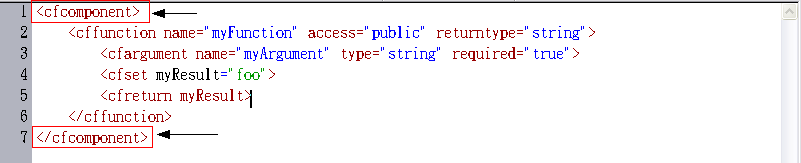 1 <cfcomponent>
2 <cffunction name="myFunction" access="public" returntype="string">
3 <cfargument name="myArgument" type="string" required="true">
4 <cfset myResult="foo">
5 <cfreturn myResult>
6 </cffunction>
7 </cfcomponent>